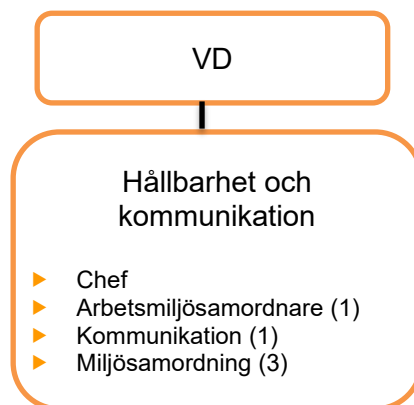 VD
Hållbarhet och
kommunikation
Chef
Arbetsmiljösamordnare (1)
Kommunikation (1)
Miljösamordning (3)